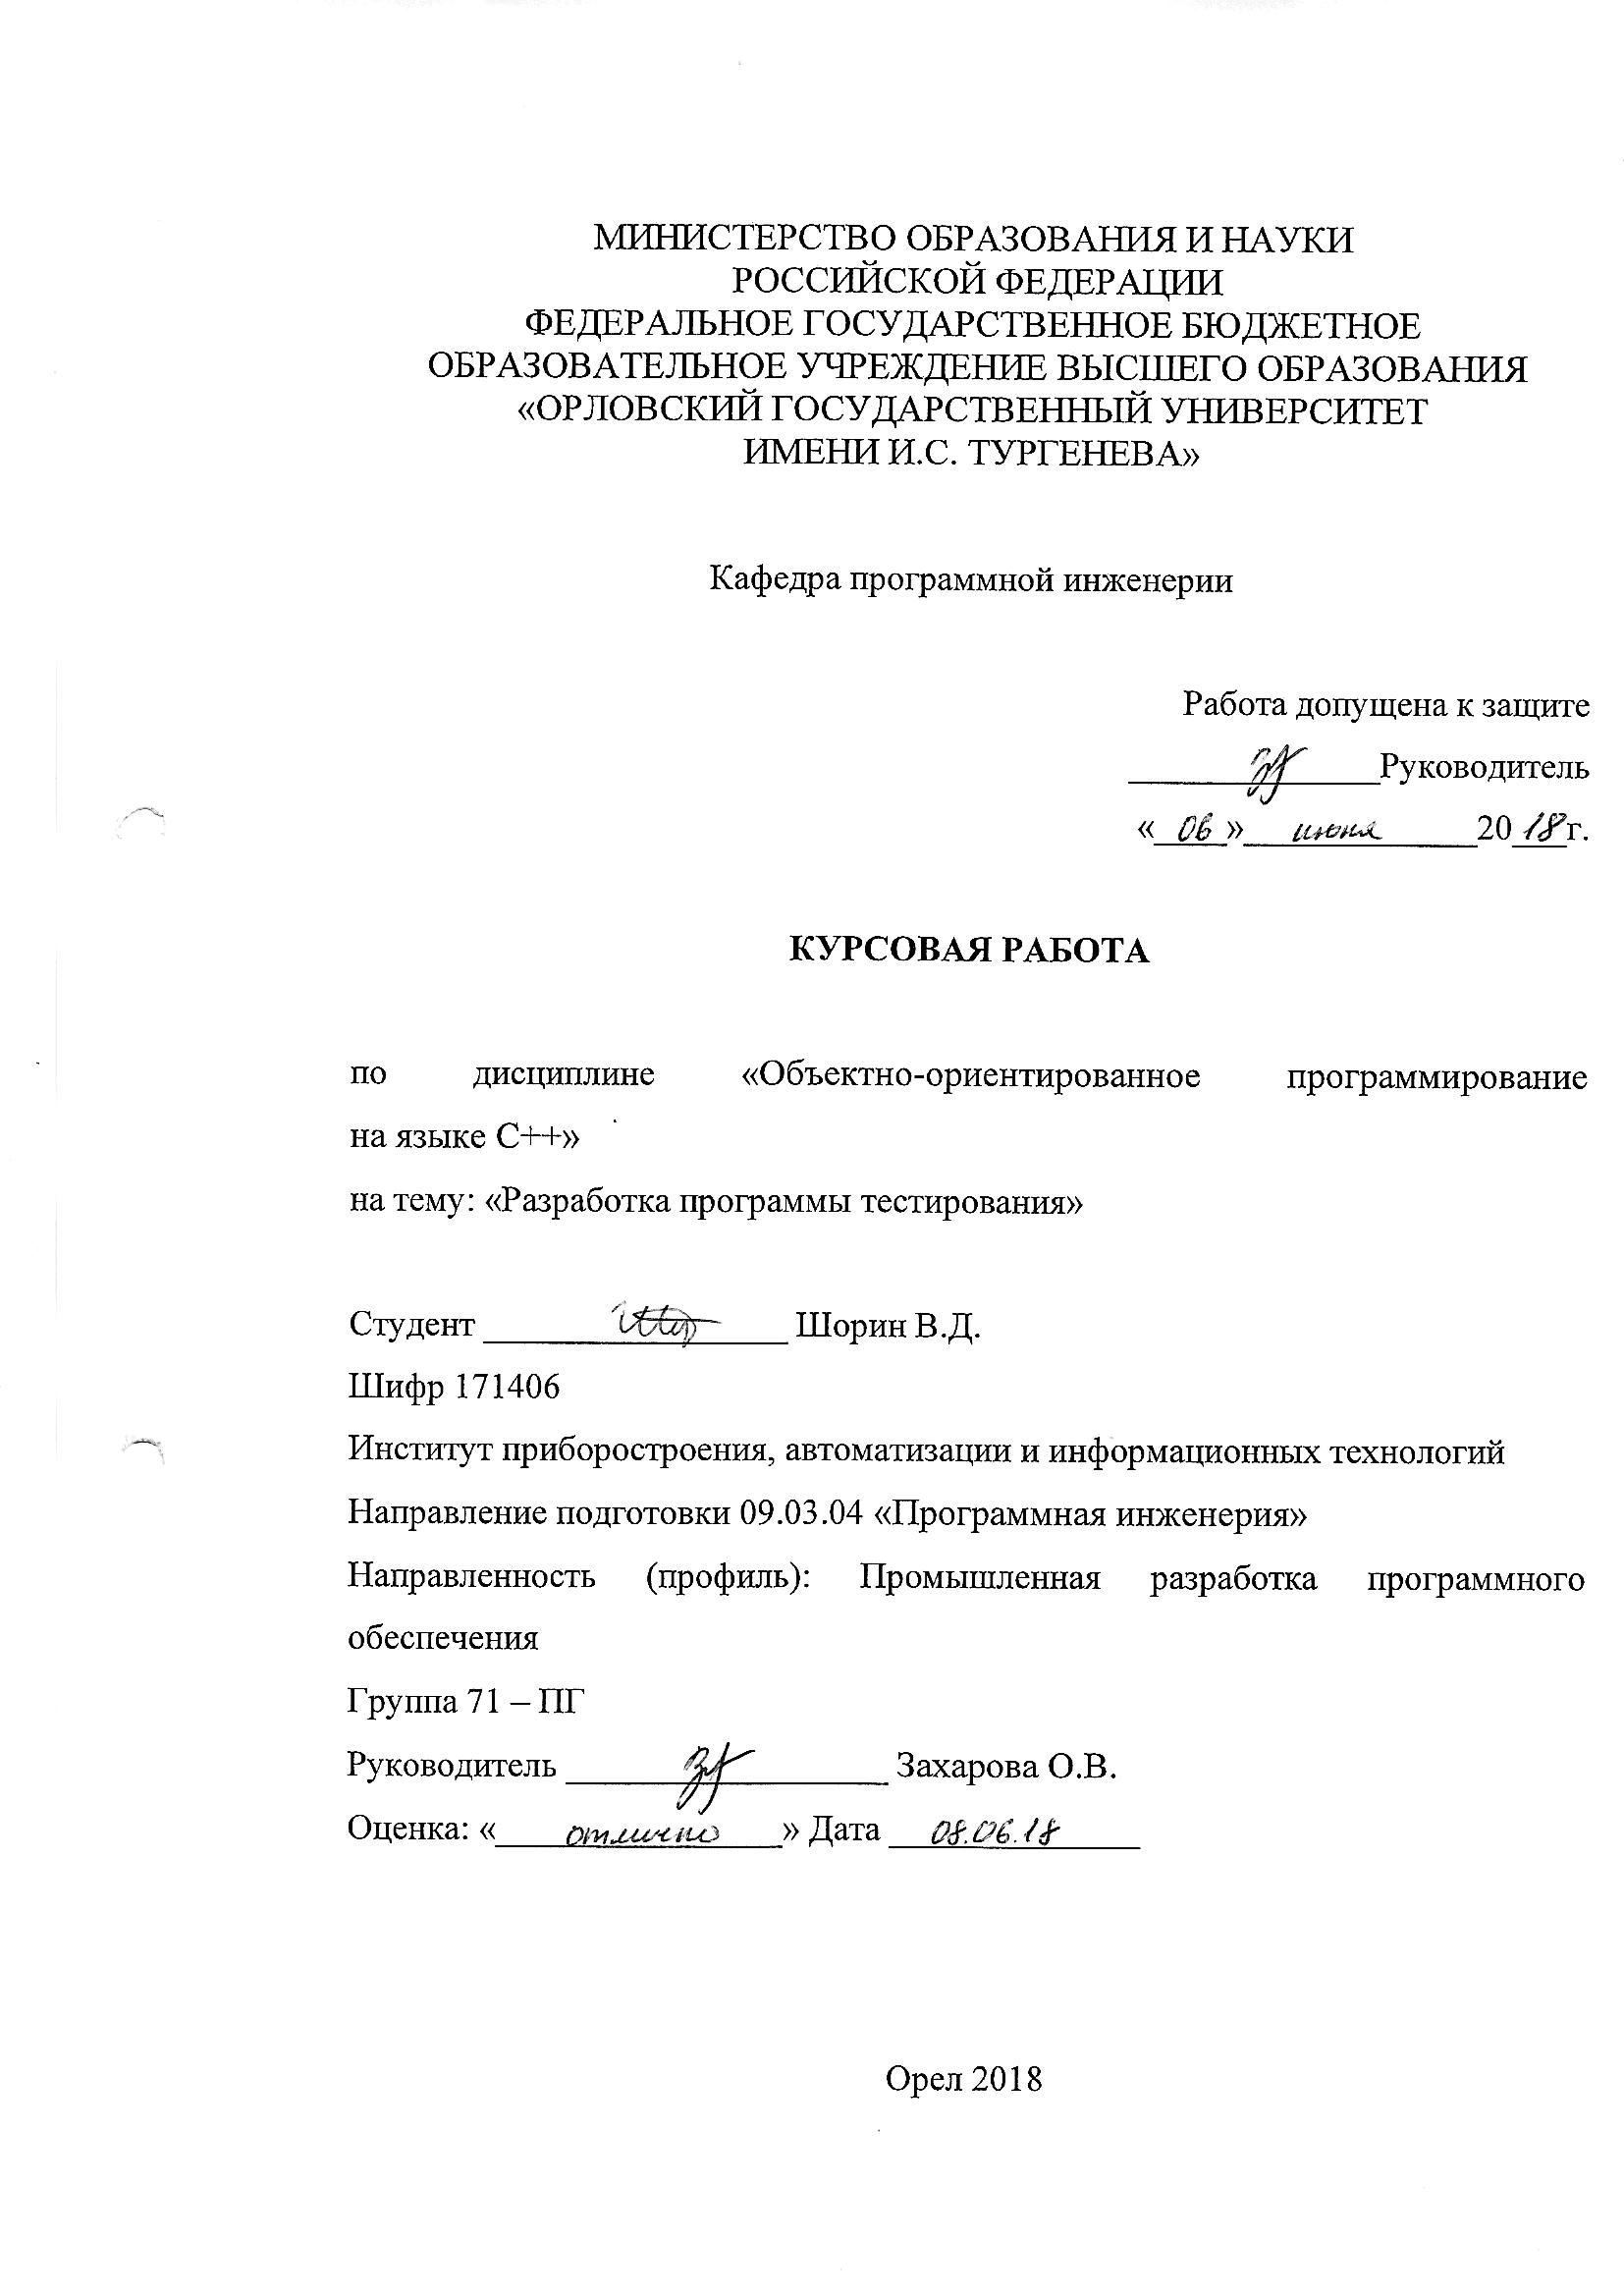 МИНИСТЕРСТВО ОБРАЗОВАНИЯ И НАУКИ
РОССИЙСКОЙ ФЕДЕРАЦИИ
ФЕДЕРАЛЬНОЕ ГОСУДАРСТВЕННОЕ БЮДЖЕТНОЕ
ОБРАЗОВАТЕЛЬНОЕ УЧРЕЖДЕНИЕ ВЫСШЕГО ОБРАЗОВАНИЯ
«ОРЛОВСКИЙ ГОСУДАРСТВЕННЫЙ УНИВЕРСИТЕТ
ИМЕНИ И.С. ТУРГЕНЕВА»
Кафедра программной инженерии
Работа допущена к защите
Руководитель
«06» июня 2018г.
КУРСОВАЯ РАБОТА
по дисциплине «Объектно-ориентированное программирование
на языке С++»
на тему: «Разработка программы тестирования»
Студент Шорин В.Д.
Шифр 171406
Институт приборостроения, автоматизации и информационных технологий
Направление подготовки 09.03.04 «Программная инженерия»
Направленность (профиль): Промышленная разработка программного
обеспечения
Группа 71 – ПГ
Руководитель Захарова О.В.
Оценка: «отлично» Дата 08.06.18
Орел 2018